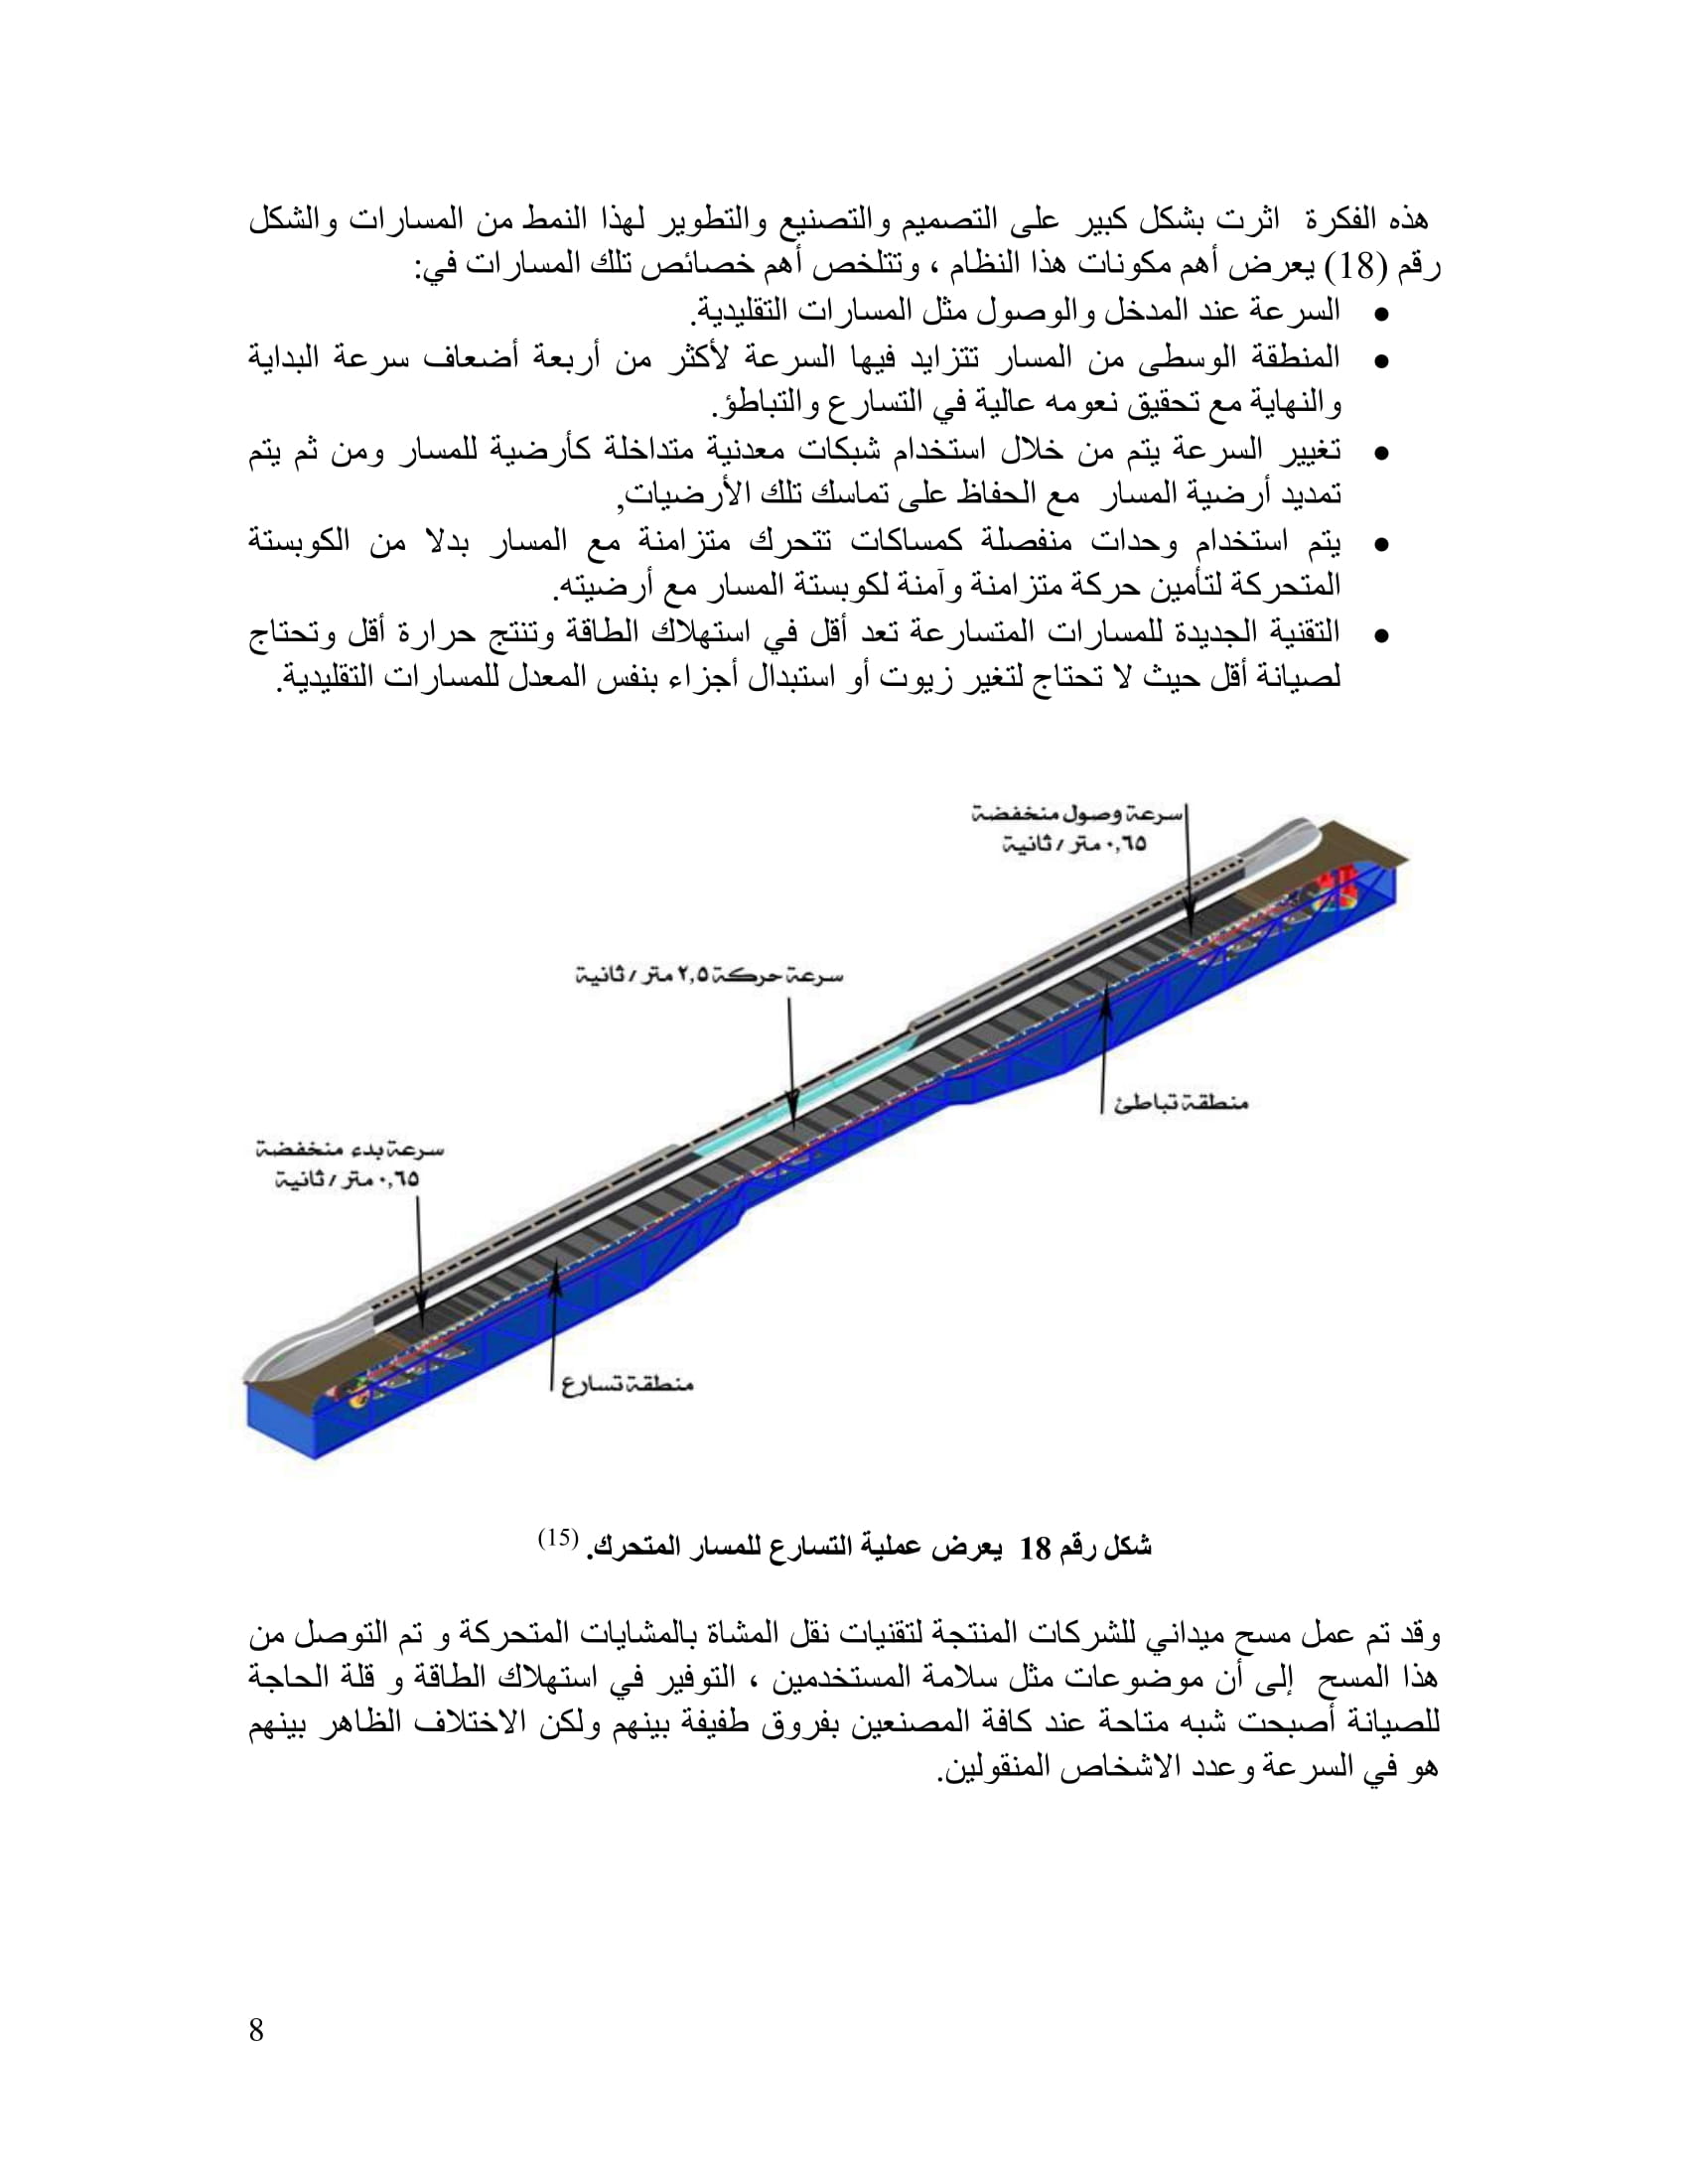 هذه الفكرة اثرت بشكل كبير على التصميم والتصنيع والتطوير لهذا النمط من المسارات والشكل
رقم (18) يعرض أهم مكونات هذا النظام ، وتتلخص أهم خصائص تلك المسارات في:
• السرعة عند المدخل والوصول مثل المسارات التقليدية.
• المنطقة الوسطى من المسار تتزايد فيها السرعة لأكثر من أربعة أضعاف سرعة البداية
والنهاية مع تحقيق نعومه عالية في التسارع والتباطؤ.
• تغيير السرعة يتم من خلال استخدام شبكات معدنية متداخلة كأرضية للمسار ومن ثم يتم
تمديد أرضية المسار مع الحفاظ على تماسك تلك الأرضيات,
• يتم استخدام وحدات منفصلة كمساكات تتحرك متزامنة مع المسار بدلا من الكوبستة
المتحركة لتأمين حركة متزامنة وآمنة لكوبستة المسار مع أرضيته.
• التقنية الجديدة للمسارات المتسارعة تعد أقل في استهلاك الطاقة وتنتج حرارة أقل وتحتاج
لصيانة أقل حيث لا تحتاج لتغير زيوت أو استبدال أجزاء بنفس المعدل للمسارات التقليدية.
سرعة وصول منخفضة
٠,٦٥ متر / ثانية
سرعة حركة ٢,٥ متر / ثانية
منطقة تباطئ
سرعة بدء منخفضة
٠,٦٥ متر / ثانية
منطقة تسارع
شكل رقم 18 يعرض عملية التسارع للمسار المتحرك. (15)
وقد تم عمل مسح ميداني للشركات المنتجة لتقنيات نقل المشاة بالمشايات المتحركة و تم التوصل من
هذا المسح إلى أن موضوعات مثل سلامة المستخدمين ، التوفير في استهلاك الطاقة و قلة الحاجة
للصيانة أصبحت شبه متاحة عند كافة المصنعين بفروق طفيفة بينهم ولكن الاختلاف الظاهر بينهم
هو في السرعة وعدد الاشخاص المنقولين.
8